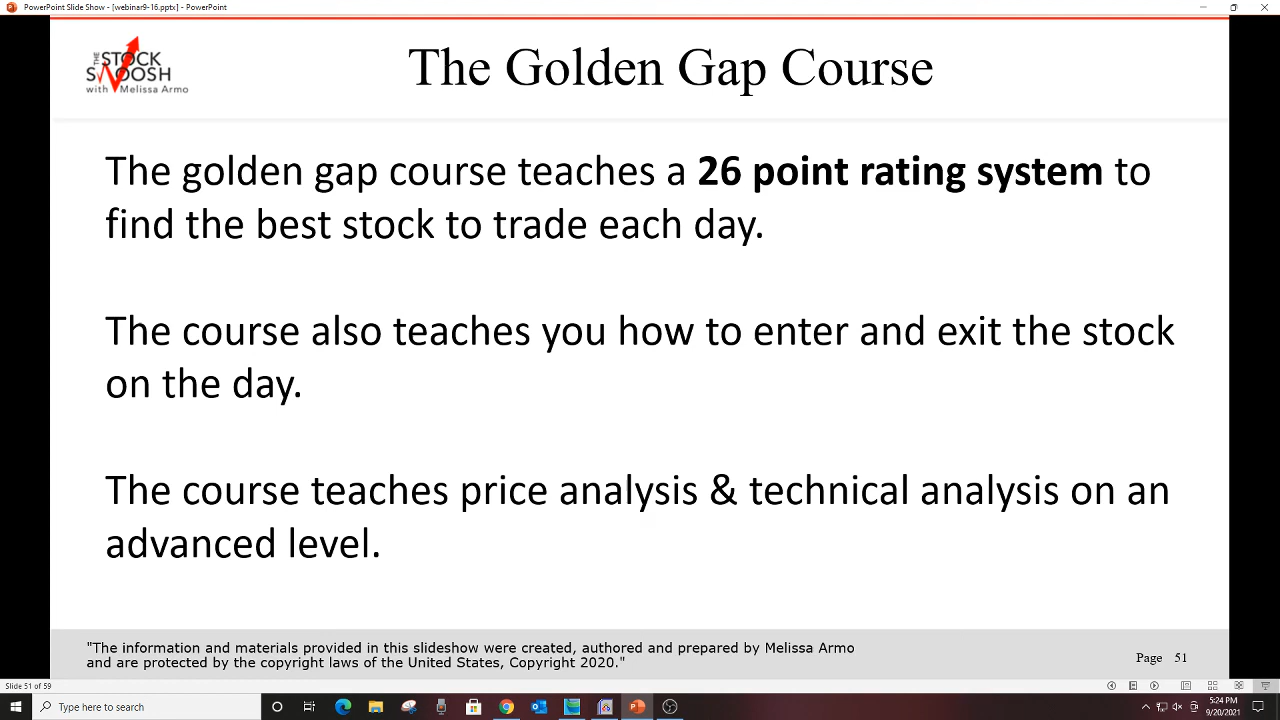 PowerPoint Slide Show - [webinar9-16.pptx] - PowerPoint
THE STOCK
SWOOSH
with Melissa Armo
The Golden Gap Course
The golden gap course teaches a 26 point rating system to
find the best stock to trade each day.
The course also teaches you how to enter and exit the stock
on the day.
The course teaches price analysis & technical analysis on an
advanced level.
"The information and materials provided in this slideshow were created, authored and prepared by Melissa Armo
and are protected by the copyright laws of the United States, Copyright 2020."
Page 51
Slide 51 of 59
Type here to search
5:24 PM
9/20/2021